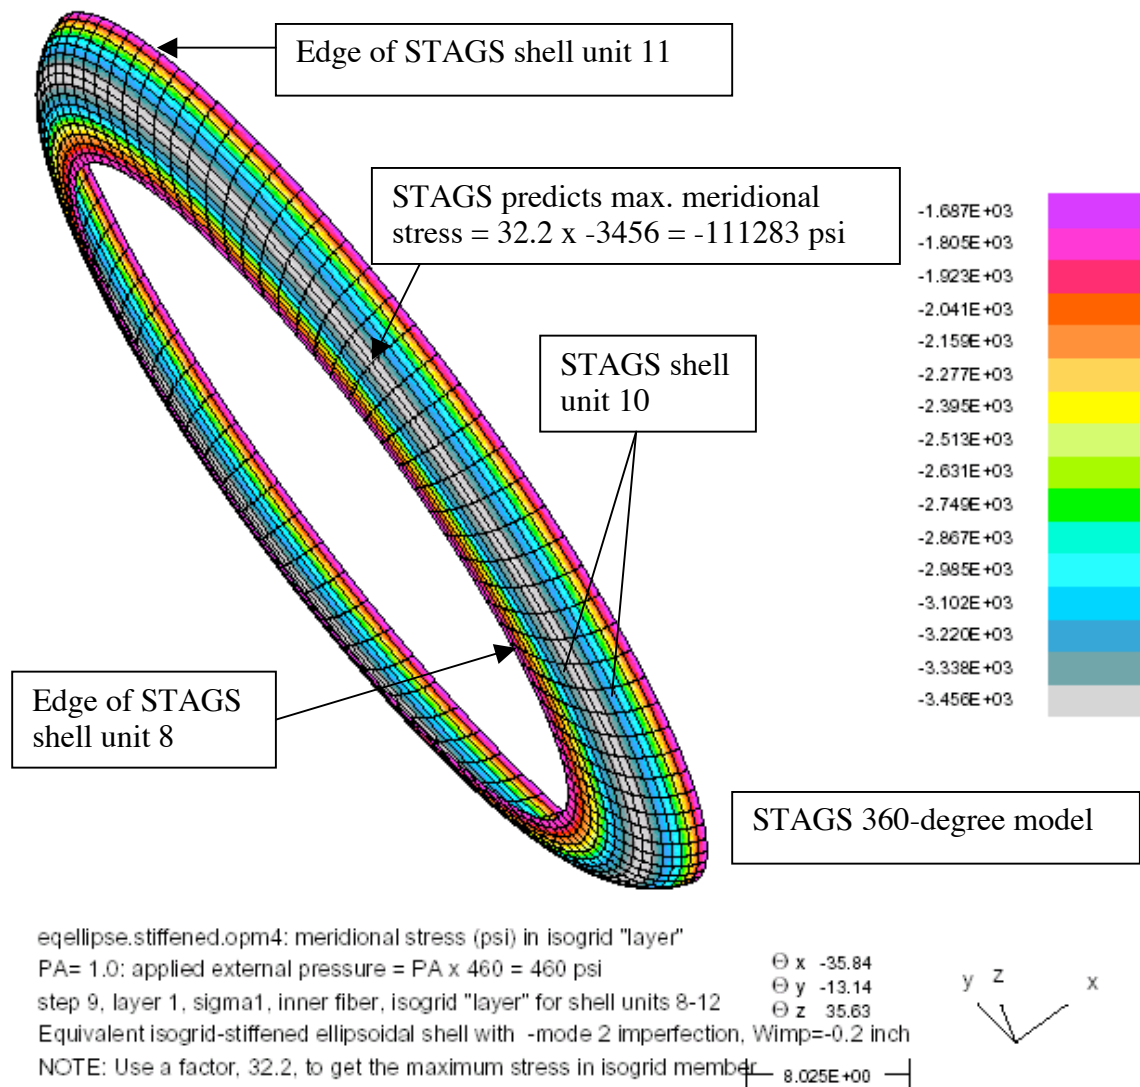 Edge of STAGS shell unit 11
STAGS predicts max. meridional
stress = 32.2 x -3456 = -111283 psi
STAGS shell
unit 10
Edge of STAGS
shell unit 8
STAGS 360-degree model
-1.687E+03
-1.805E+03
-1.923E+03
-2.041E+03
-2.159E+03
-2.277E+03
-2.395E+03
-2.513E+03
-2.631E+03
-2.749E+03
-2.867E+03
-2.985E+03
-3.102E+03
-3.220E+03
-3.338E+03
-3.456E+03
eqellipse.stiffened.opm4: meridional stress (psi) in isogrid "layer"
PA= 1.0: applied external pressure = PA x 460 = 460 psi
step 9, layer 1, sigma1, inner fiber, isogrid "layer" for shell units 8-12
Equivalent isogrid-stiffened ellipsoidal shell with -mode 2 imperfection, Wimp=-0.2 inch
NOTE: Use a factor, 32.2, to get the maximum stress in isogrid member
Θ x -35.84
Θ y -13.14
Θ z 35.63
y z x
8.025E+00